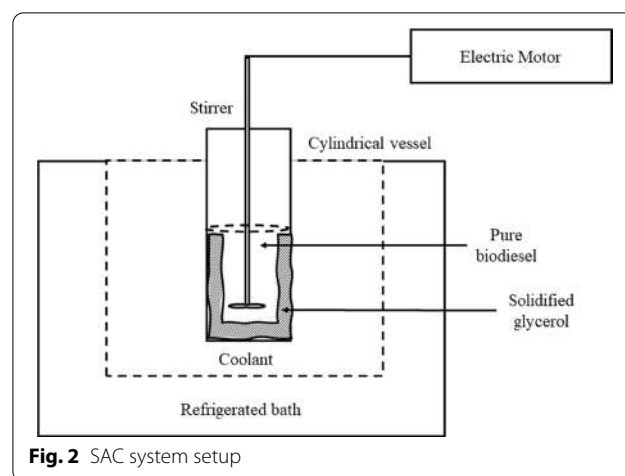 Electric Motor
Stirrer
Cylindrical vessel
Pure
biodiesel
Solidified
glycerol
Coolant
Refrigerated bath
Fig. 2 SAC system setup